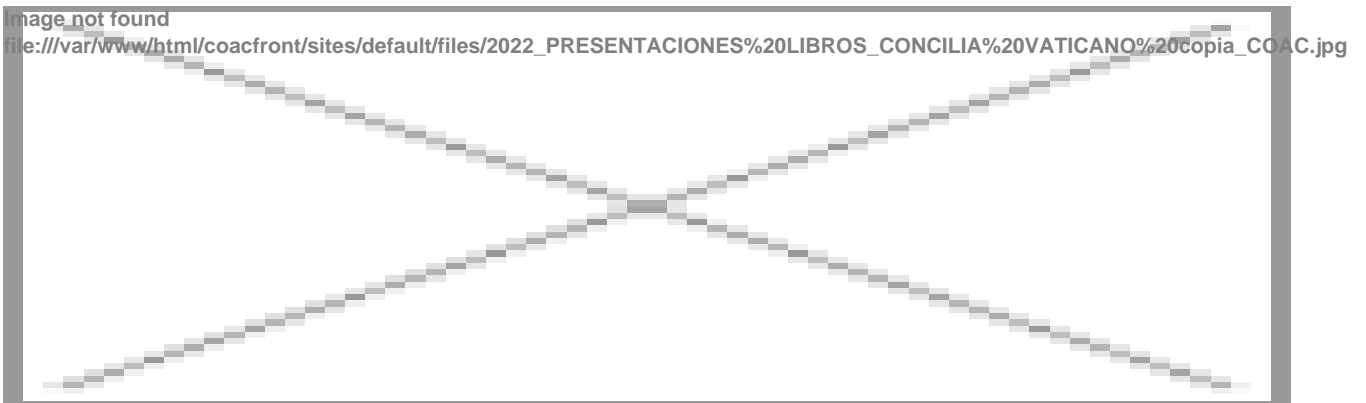 Image not found
file:///var/www/html/coacfront/sites/default/files/2022_PRESENTACIONES%20LIBROS_CONCILIA%20VATICANO%20copia_COAC.jpg